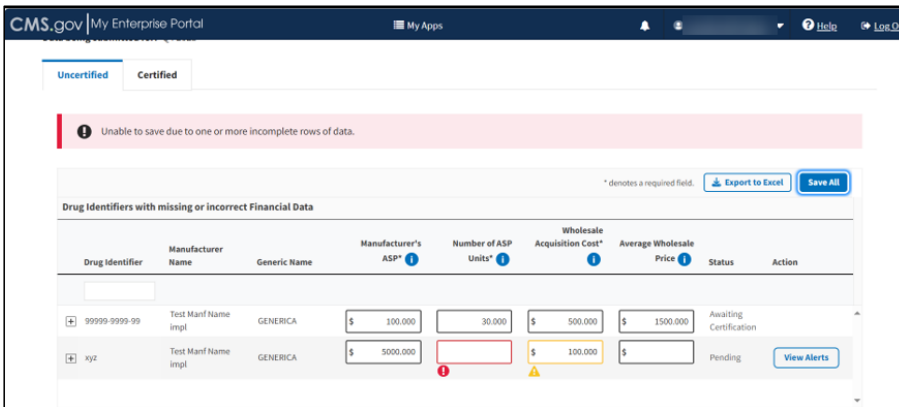 CMS.gov My Enterprise Portal
My Apps
Help
Log O
Uncertified
Certified
Unable to save due to one or more incomplete rows of data.
* denotes a required field.
Export to Excel
Save All
Drug Identifiers with missing or incorrect Financial Data
Drug Identifier
Manufacturer
Name
Generic Name
Manufacturer's
ASP*
Number of ASP
Units*
Wholesale
Acquisition Cost*
Average Wholesale
Price
Status
Action
99999-9999-99
Test Manf Name
impl
GENERICA
$ 100.000
30.000
$ 500.000
$ 1500.000
Awaiting
Certification
xyz
Test Manf Name
impl
GENERICA
$ 5000.000
$ 100.000
$
Pending
View Alerts